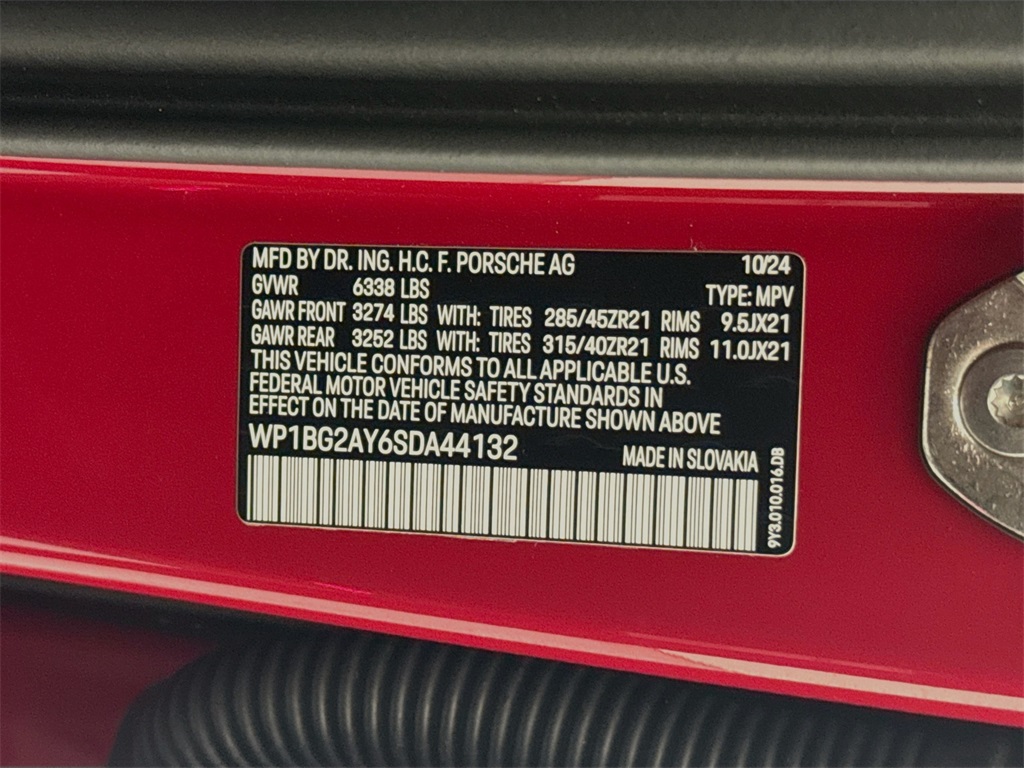 MFD BY DR. ING. H.C. F. PORSCHE AG 10/24
GVWR 6338 LBS TYPE: MPV
GAWR FRONT 3274 LBS WITH: TIRES 285/45ZR21 RIMS 9.5JX21
GAWR REAR 3252 LBS WITH: TIRES 315/40ZR21 RIMS 11.0JX21
THIS VEHICLE CONFORMS TO ALL APPLICABLE U.S.
FEDERAL MOTOR VEHICLE SAFETY STANDARDS IN
EFFECT ON THE DATE OF MANUFACTURE SHOWN ABOVE
WP1BG2AY6SDA44132 MADE IN SLOVAKIA
9Y3.010.016.DB